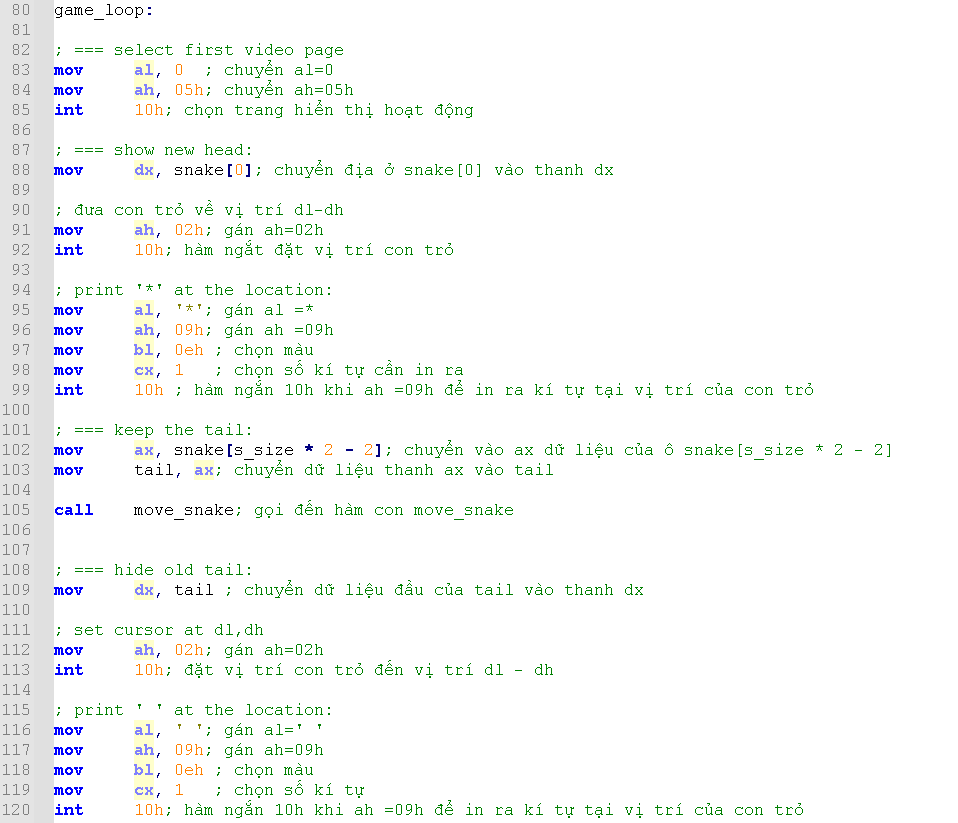 80 game_loop:
81
82 ; === select first video page
83 mov al, 0 ; chuyển al=0
84 mov ah, 05h; chuyển ah=05h
85 int 10h; chọn trang hiển thị hoạt động
86
87 ; === show new head:
88 mov dx, snake[0]; chuyển địa ở snake[0] vào thanh dx
89
90 ; đưa con trỏ về vị trí dl-dh
91 mov ah, 02h; gán ah=02h
92 int 10h; hàm ngắt đặt vị trí con trỏ
93
94 ; print '*' at the location:
95 mov al, '*'; gán al =*
96 mov ah, 09h; gán ah =09h
97 mov bl, 0eh ; chọn màu
98 mov cx, 1 ; chọn số kí tự cần in ra
99 int 10h ; hàm ngắn 10h khi ah =09h để in ra kí tự tại vị trí của con trỏ
100
101 ; === keep the tail:
102 mov ax, snake[s_size * 2 - 2]; chuyển vào ax dữ liệu của ô snake[s_size * 2 - 2]
103 mov tail, ax; chuyển dữ liệu thanh ax vào tail
104
105 call move_snake; gọi đến hàm con move_snake
106
107
108 ; === hide old tail:
109 mov dx, tail ; chuyển dữ liệu đầu của tail vào thanh dx
110
111 ; set cursor at dl,dh
112 mov ah, 02h; gán ah=02h
113 int 10h; đặt vị trí con trỏ đến vị trí dl - dh
114
115 ; print ' ' at the location:
116 mov al, ' '; gán al=' '
117 mov ah, 09h; gán ah=09h
118 mov bl, 0eh ; chọn màu
119 mov cx, 1 ; chọn số kí tự
120 int 10h; hàm ngắn 10h khi ah =09h để in ra kí tự tại vị trí của con trỏ